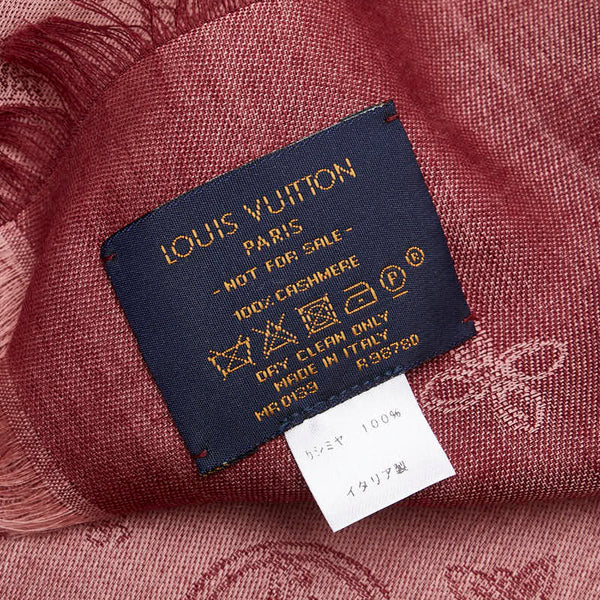 LOUIS VUITTON
PARIS
- NOT FOR SALE -
100% CASHMERE
P ®
DRY CLEAN ONLY
MADE IN ITALY
MR0139 R98780
カシミヤ 100%
イタリア製